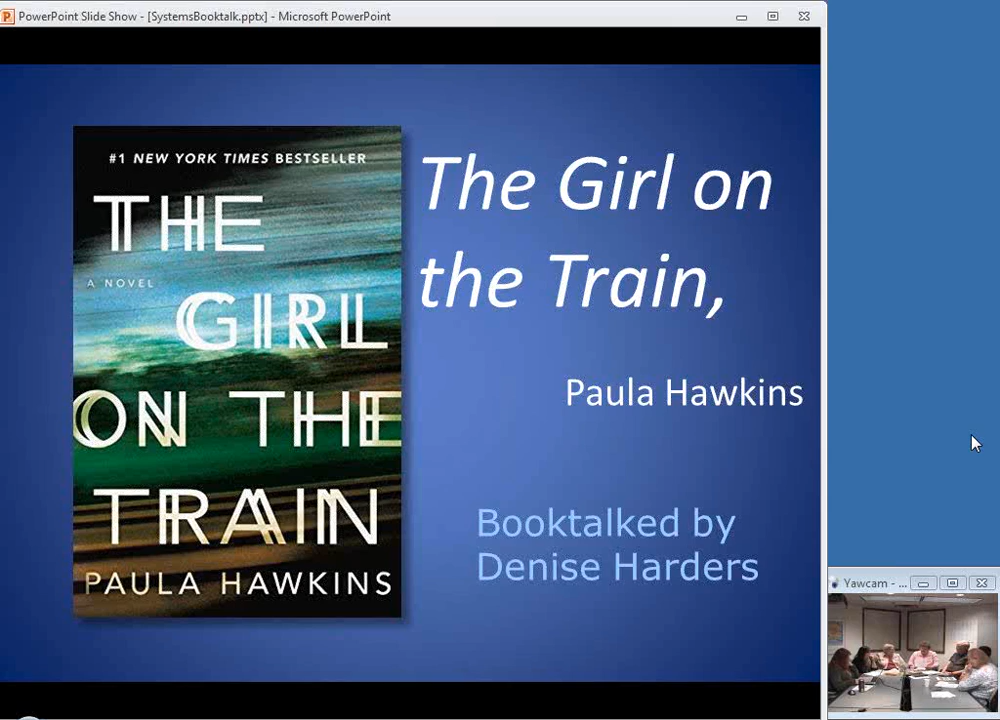 PowerPoint Slide Show - [SystemsBooktalk.pptx] - Microsoft PowerPoint
#1 NEW YORK TIMES BESTSELLER
THE
A NOVEL
GIRL
ON THE
TRAIN
PAULA HAWKINS
The Girl on
the Train,
Paula Hawkins
Booktalked by
Denise Harders
Yawcam - ...